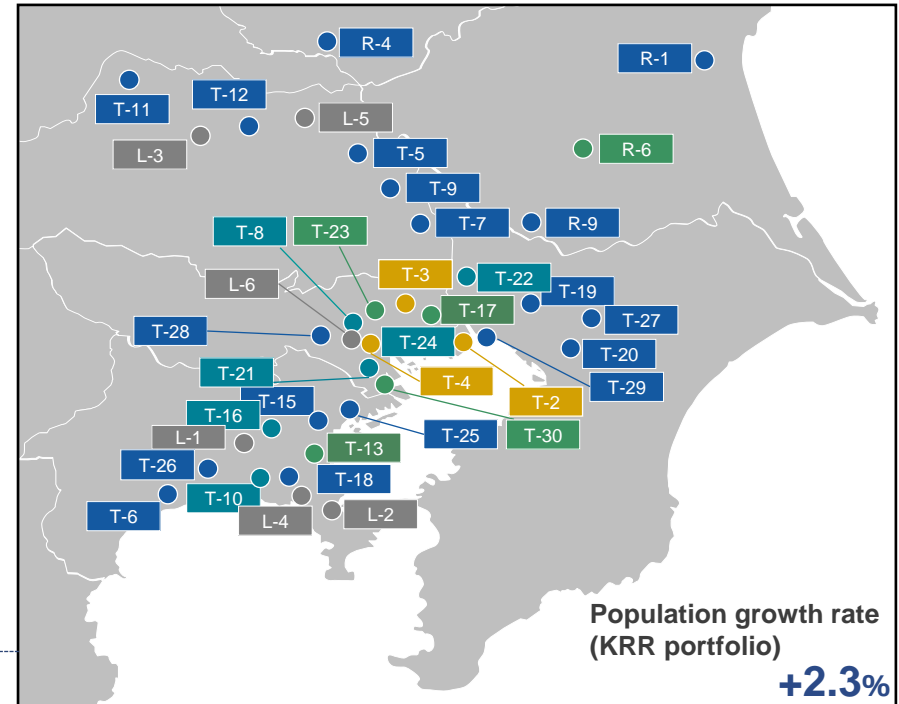 R-4
R-1
T-11
T-12
L-5
L-3
T-5
R-6
T-9
T-7
R-9
T-8
T-23
T-3
T-22
L-6
T-19
T-17
T-27
T-28
T-24
T-20
T-21
T-4
T-29
T-15
T-2
T-16
L-1
T-25
T-30
T-13
T-26
T-18
T-10
T-6
L-4
L-2
Population growth rate
(KRR portfolio)
+2.3%